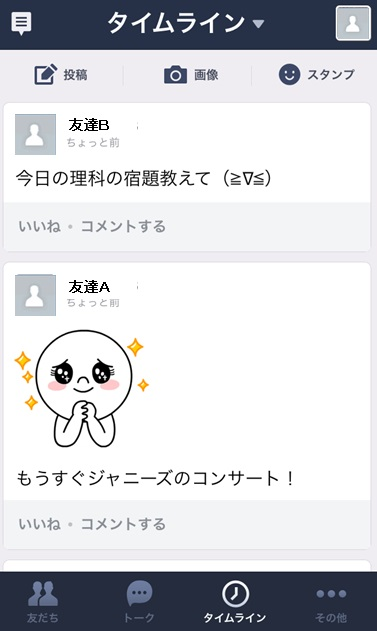 タイムライン
投稿
画像
スタンプ
友達B
ちょっと前
今日の理科の宿題教えて（≧∇≦）
いいね • コメントする
友達A
ちょっと前
もうすぐジャニーズのコンサート！
いいね • コメントする
友だち
トーク
タイムライン
その他